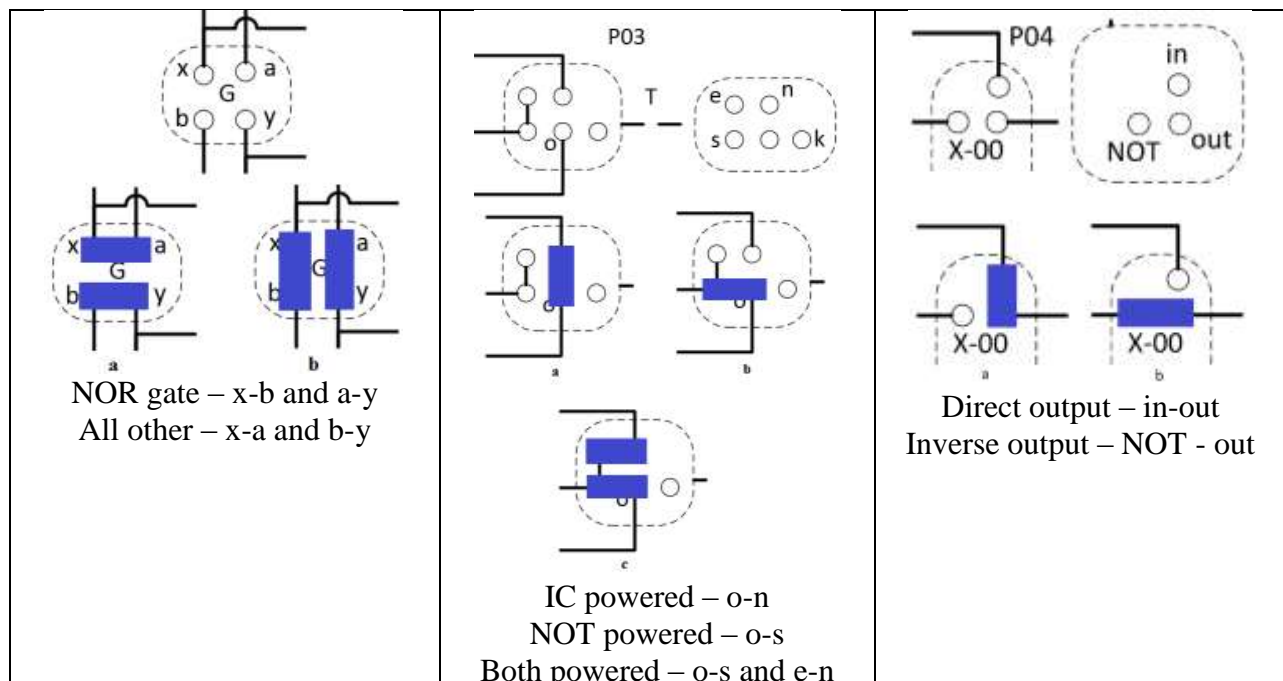 x a
G
b y
x a
G
b y
a
x a
G
b y
b
NOR gate – x-b and a-y
All other – x-a and b-y
P03
T
e n
o s k
o
a
o
b
o
c
IC powered – o-n
NOT powered – o-s
Both powered – o-s and e-n
P04
in
X-00 NOT out
X-00
a
X-00
b
Direct output – in-out
Inverse output – NOT - out